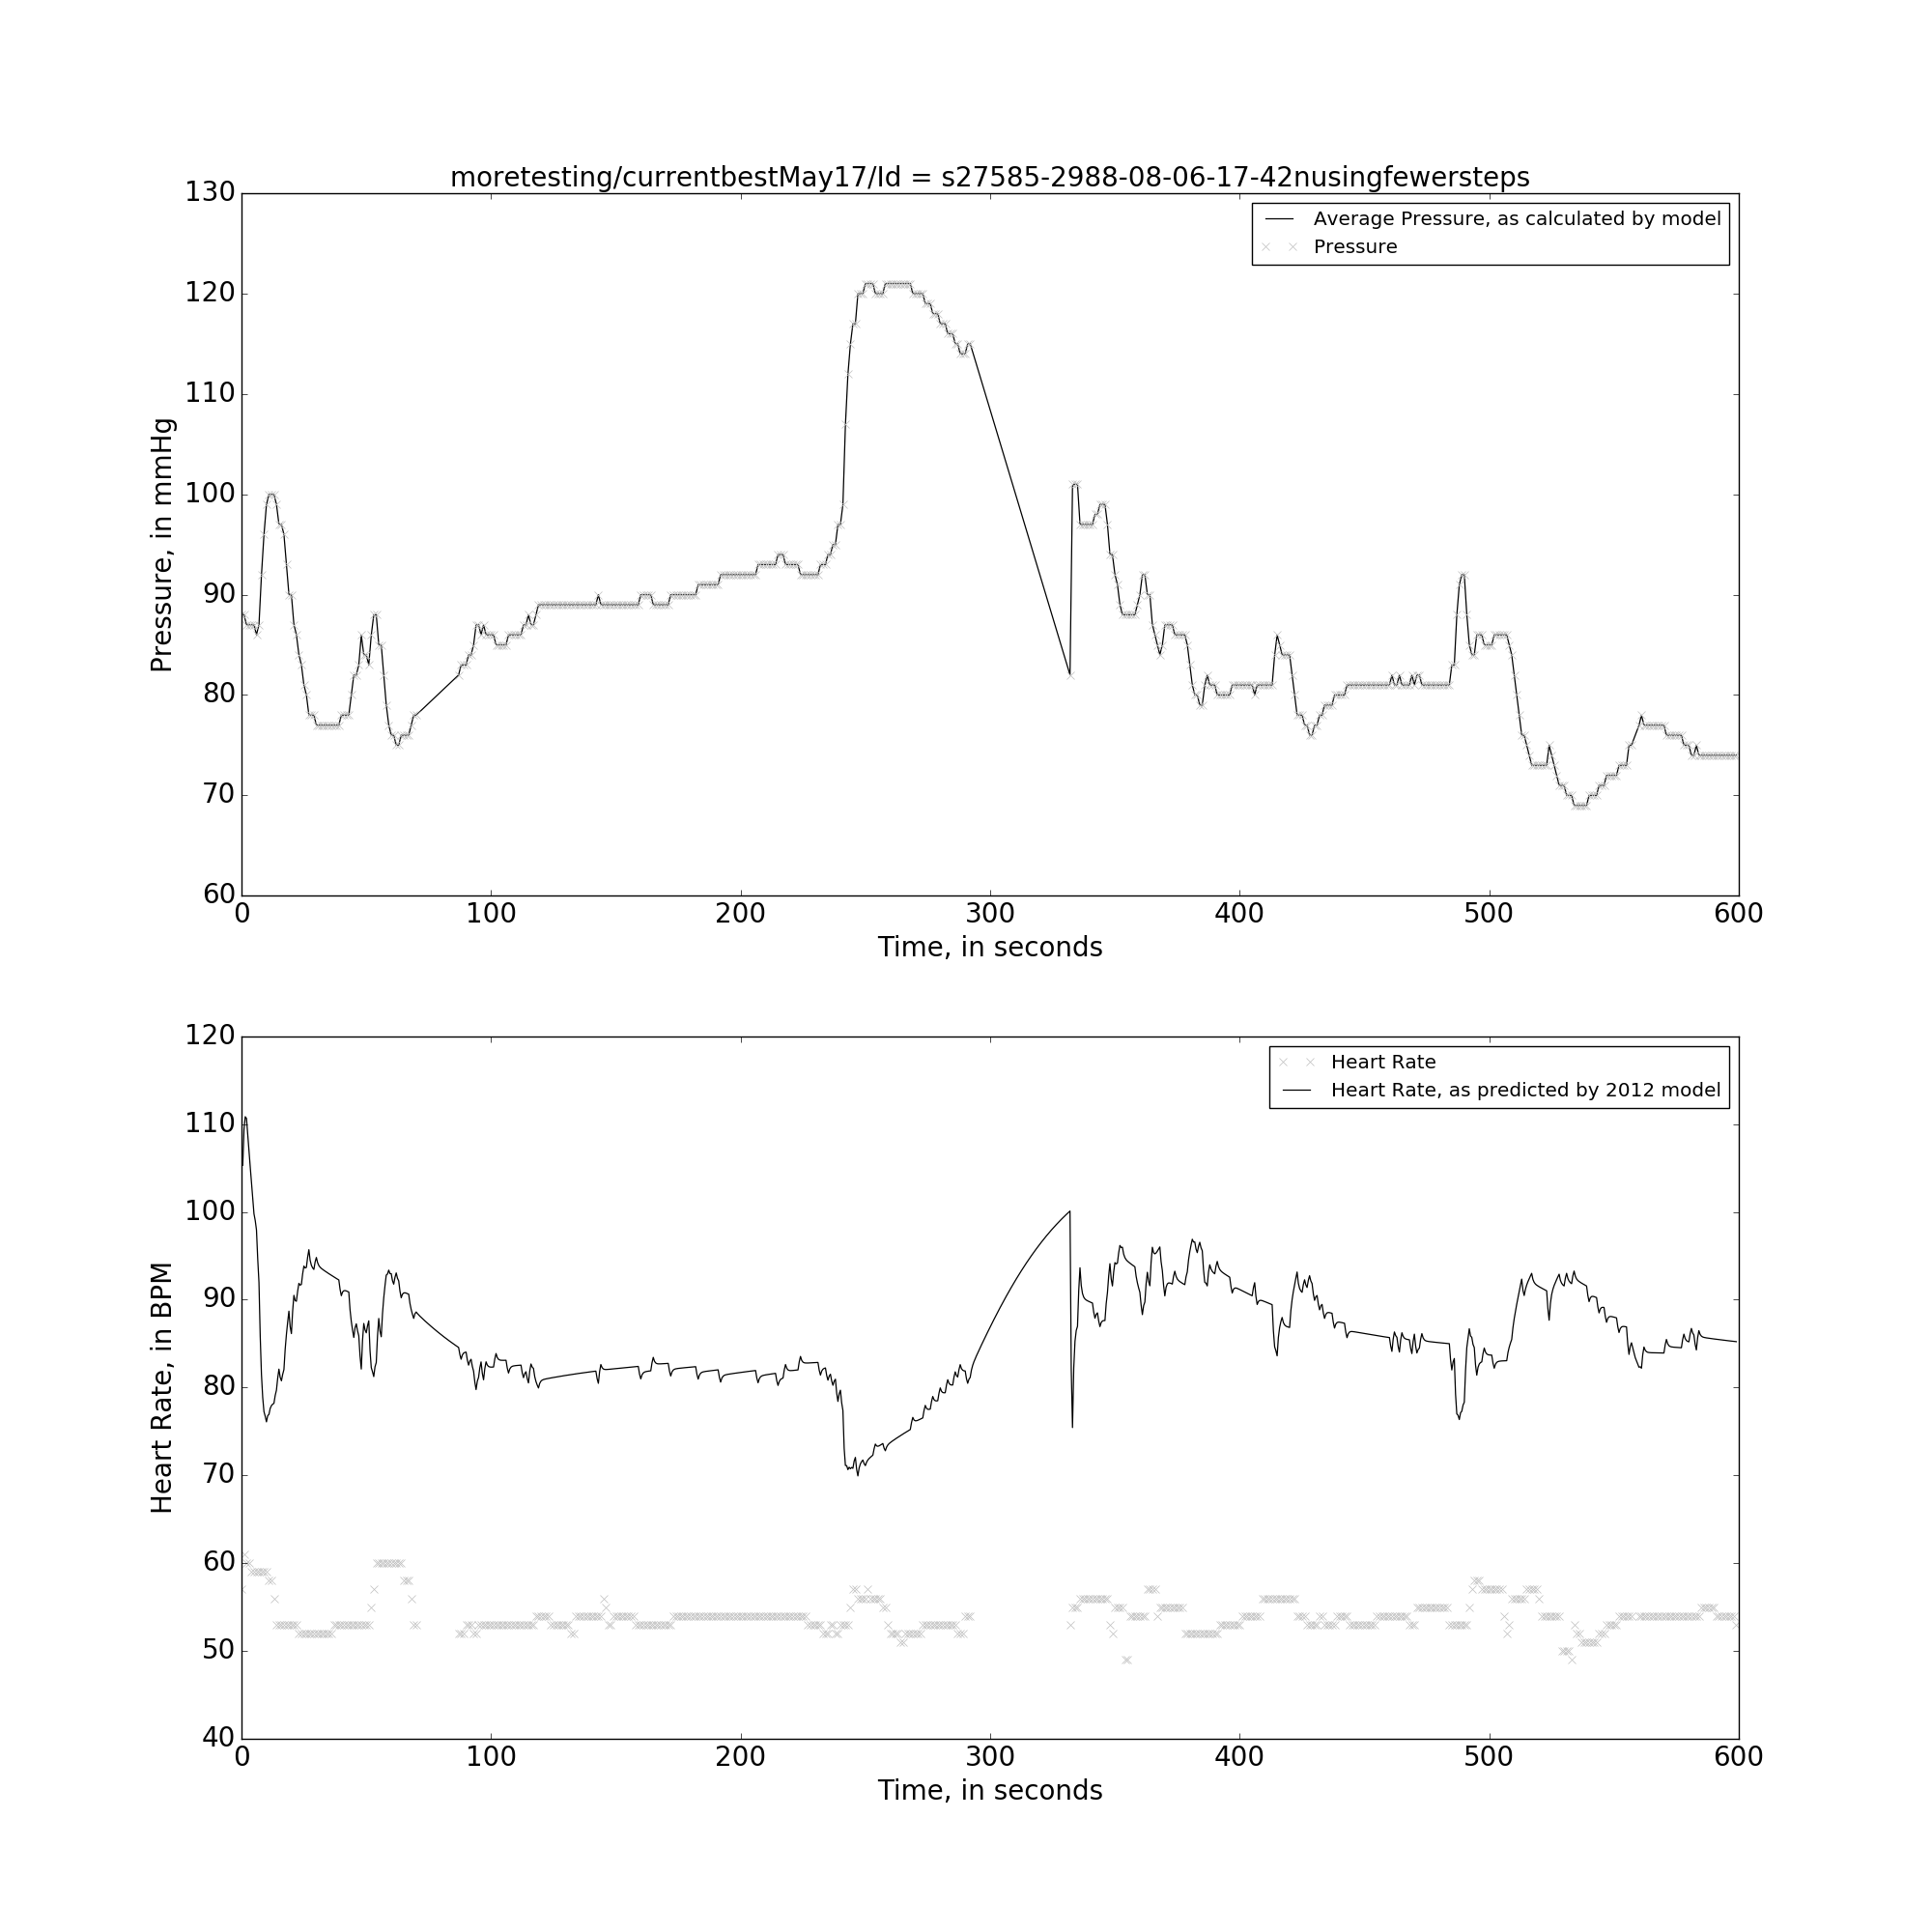 moretesting/currentbestMay17/Id = s27585-2988-08-06-17-42nusingfewersteps
130
120
110
100
90
80
70
60
Pressure, in mmHg
Average Pressure, as calculated by model
Pressure
0 100 200 300 400 500 600
Time, in seconds
120
110
100
90
80
70
60
50
40
Heart Rate, in BPM
Heart Rate
Heart Rate, as predicted by 2012 model
0 100 200 300 400 500 600
Time, in seconds